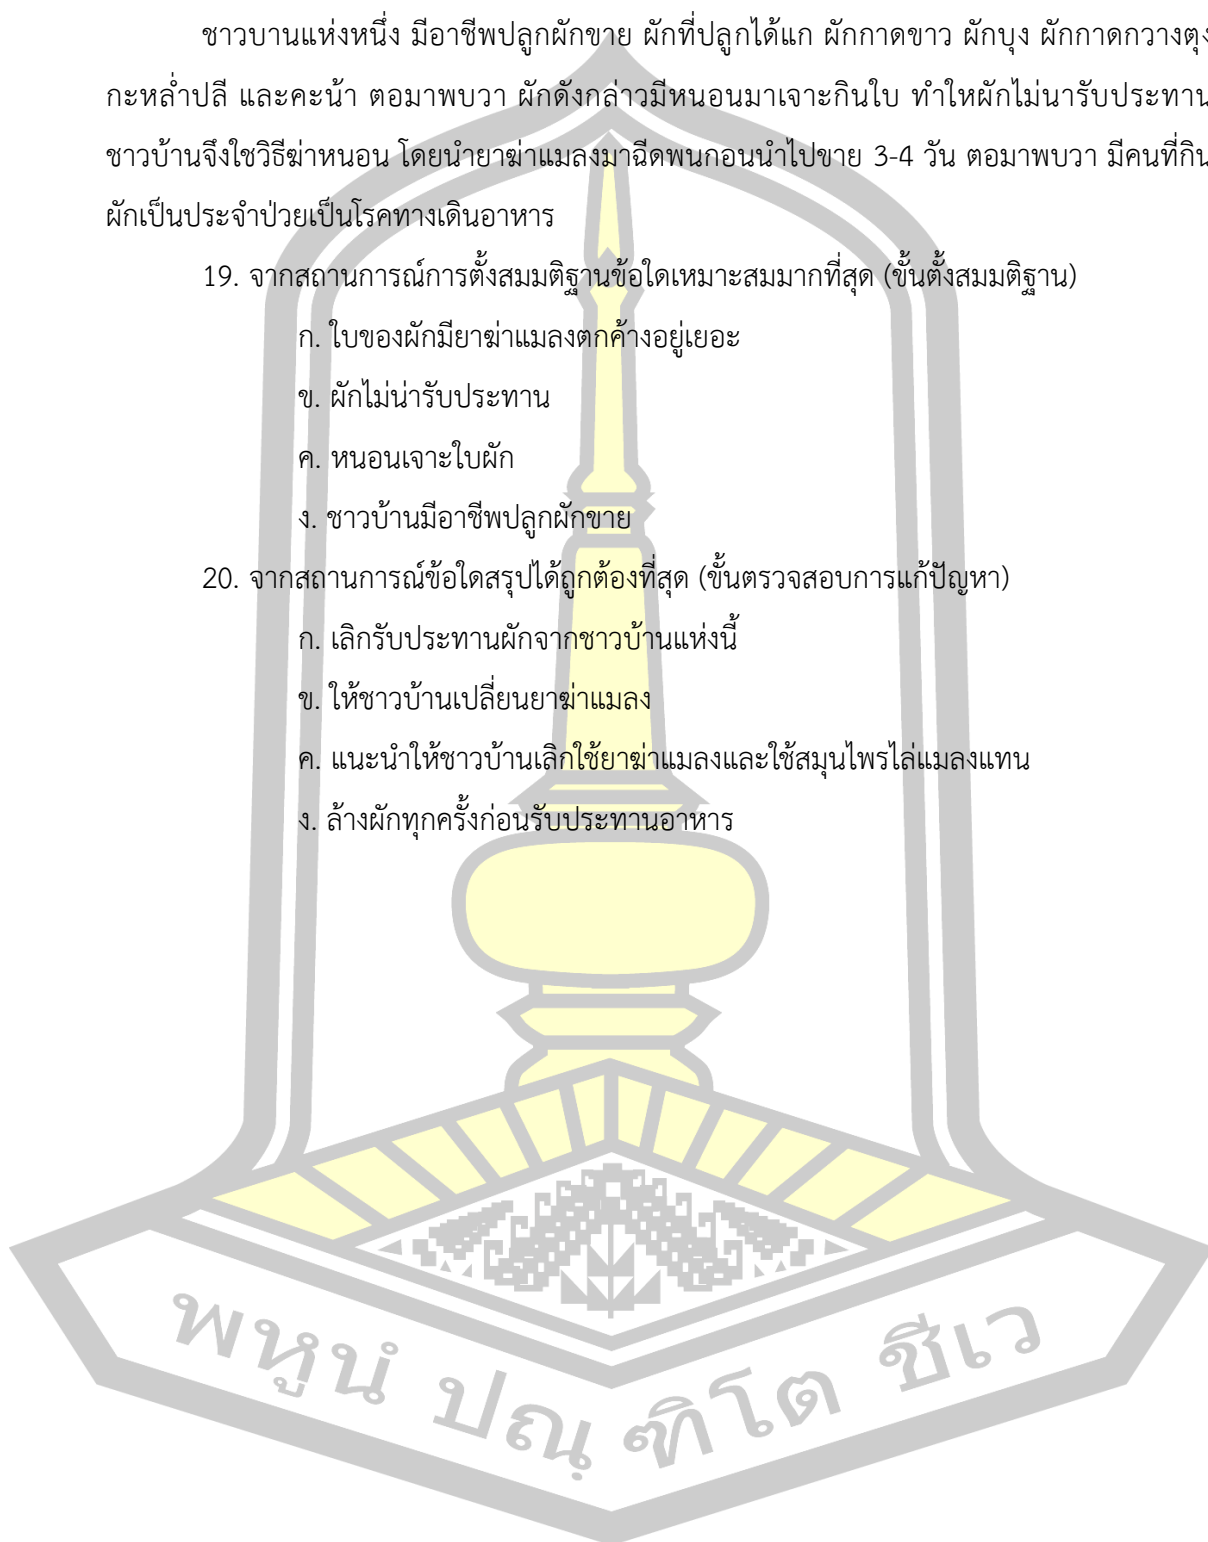 ชาวบานแห่งหนึ่ง มีอาชีพปลูกผักขาย ผักที่ปลูกได้แก ผักกาดขาว ผักบุง ผักกาดกวางตุง
กะหล่ำปลี และคะน้า ตอมาพบวา ผักดังกล่าวมีหนอนมาเจาะกินใบ ทำใหผักไม่นารับประทาน
ชาวบ้านจึงใชวิธีฆ่าหนอน โดยนำยาฆ่าแมลงมาฉีดพนกอนนำไปขาย 3-4 วัน ตอมาพบวา มีคนที่กิน
ผักเป็นประจำป่วยเป็นโรคทางเดินอาหาร
19. จากสถานการณ์การตั้งสมมติฐานข้อใดเหมาะสมมากที่สุด (ขั้นตั้งสมมติฐาน)
ก. ใบของผักมียาฆ่าแมลงตกค้างอยู่เยอะ
ข. ผักไม่น่ารับประทาน
ค. หนอนเจาะใบผัก
ง. ชาวบ้านมีอาชีพปลูกผักขาย
20. จากสถานการณ์ข้อใดสรุปได้ถูกต้องที่สุด (ขั้นตรวจสอบการแก้ปัญหา)
ก. เลิกรับประทานผักจากชาวบ้านแห่งนี้
ข. ให้ชาวบ้านเปลี่ยนยาฆ่าแมลง
ค. แนะนำให้ชาวบ้านเลิกใช้ยาฆ่าแมลงและใช้สมุนไพรไล่แมลงแทน
ง. ล้างผักทุกครั้งก่อนรับประทานอาหาร
พหูนํ ปณฺ ฑิโต ชีเว